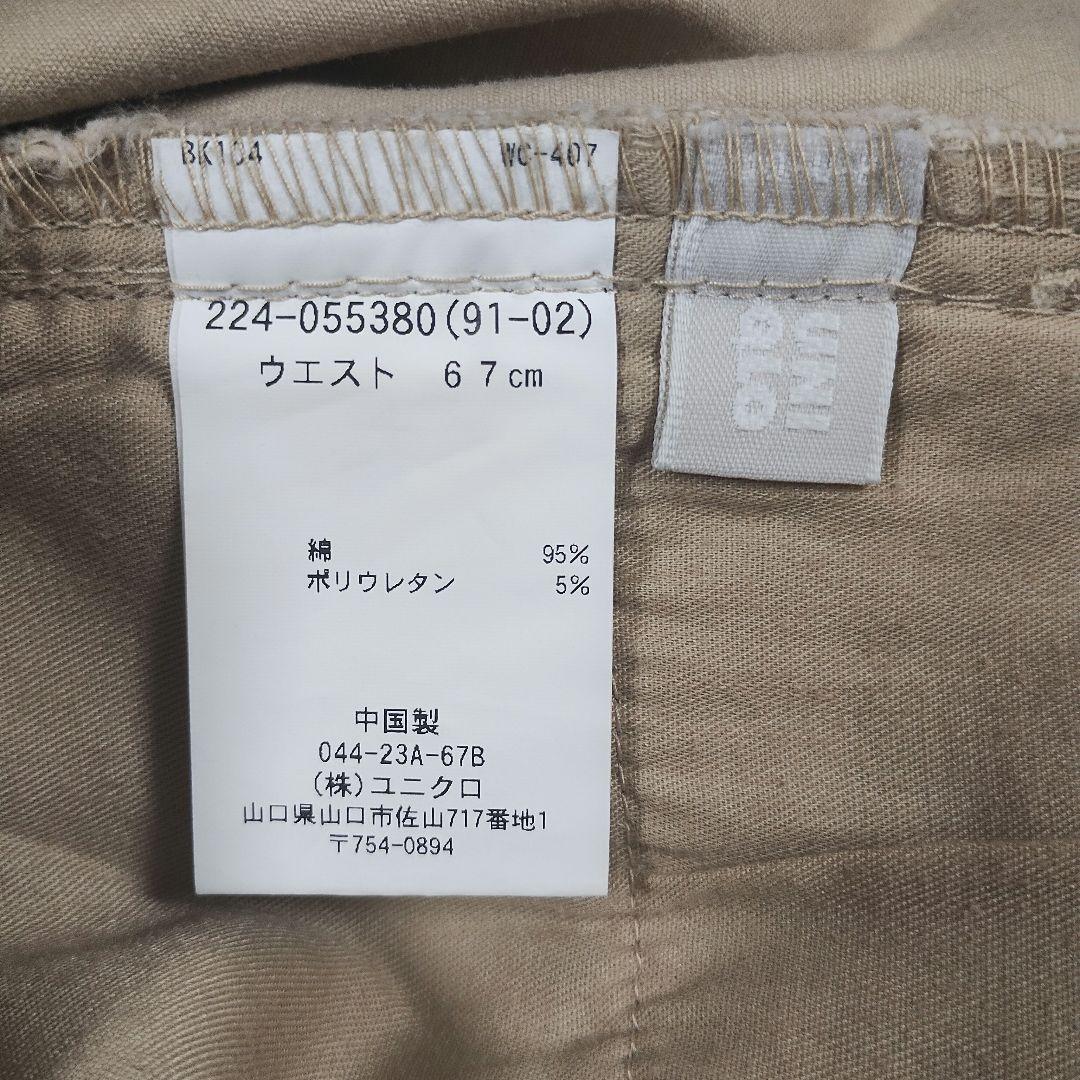 BK134 WC-407
224-055380(91-02)
ウエスト 67cm
綿 95%
ポリウレタン 5%
中国製
044-23A-67B
(株)ユニクロ
山口県山口市佐山717番地1
〒754-0894
UNI
QLO